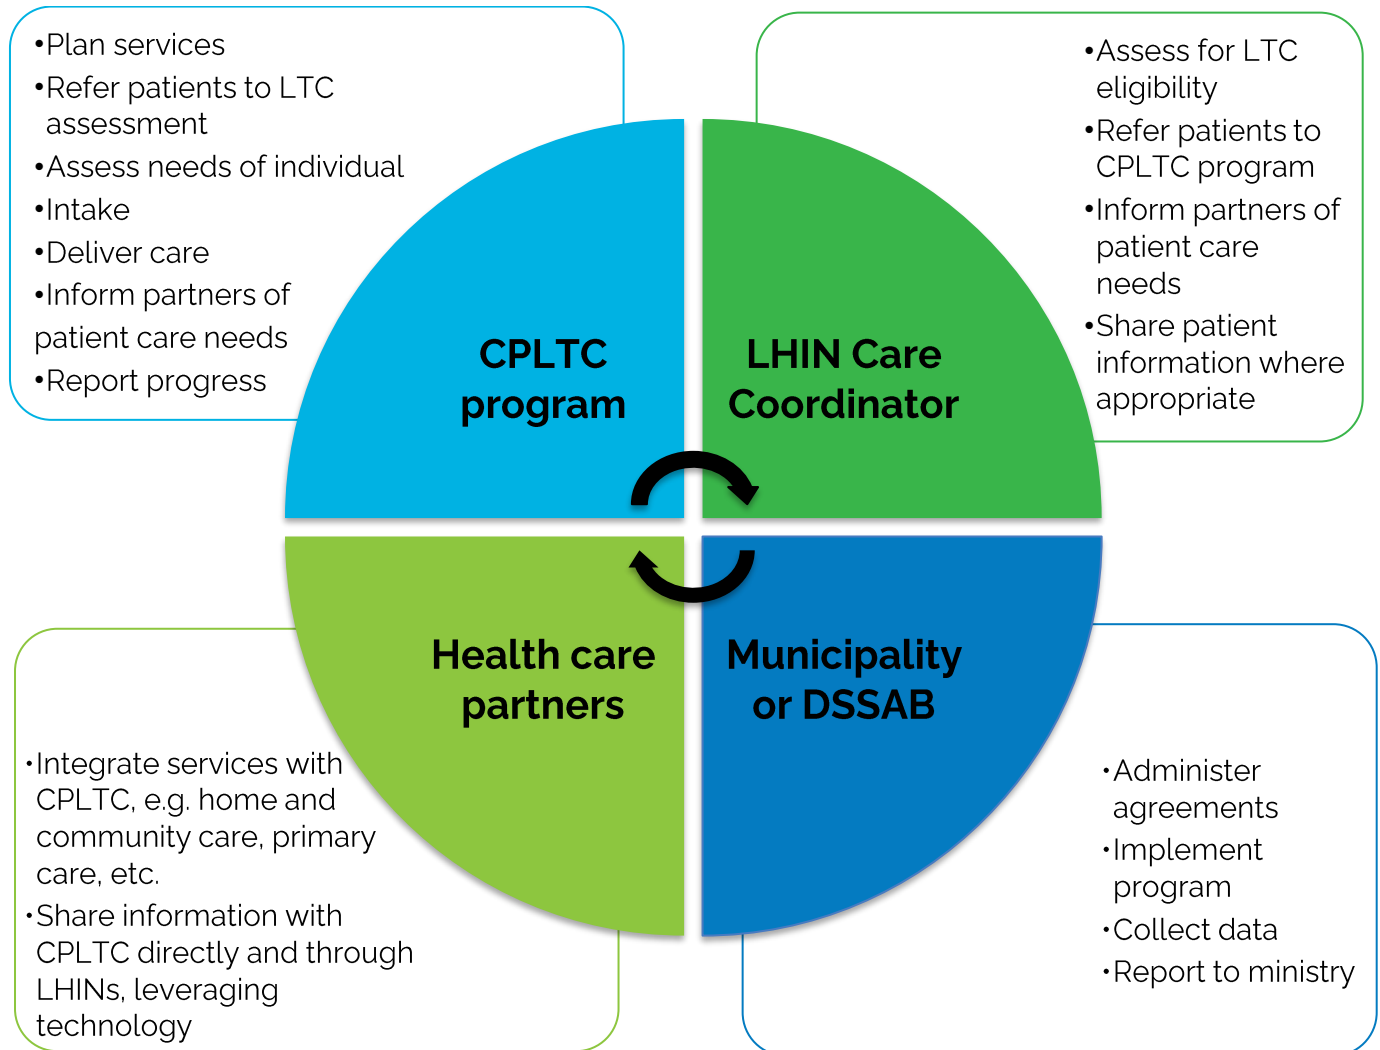 •Plan services
•Refer patients to LTC
assessment
•Assess needs of individual
•Intake
•Deliver care
•Inform partners of
patient care needs
•Report progress
•Assess for LTC
eligibility
•Refer patients to
CPLTC program
•Inform partners of
patient care
needs
•Share patient
information where
appropriate
CPLTC
program
LHIN Care
Coordinator
Health care
partners
Municipality
or DSSAB
•Integrate services with
CPLTC, e.g. home and
community care, primary
care, etc.
•Share information with
CPLTC directly and through
LHINs, leveraging
technology
•Administer
agreements
•Implement
program
•Collect data
•Report to ministry